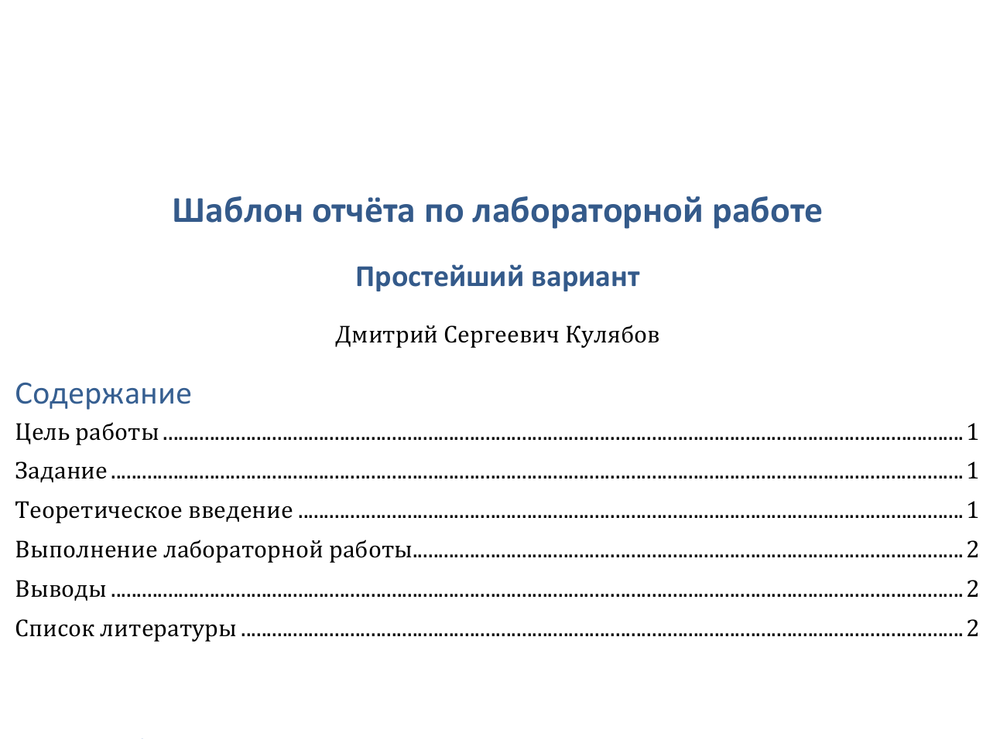 Шаблон отчёта по лабораторной работе
Простейший вариант
Дмитрий Сергеевич Кулябов
Содержание
Цель работы 1
Задание 1
Теоретическое введение 1
Выполнение лабораторной работы 2
Выводы 2
Список литературы 2